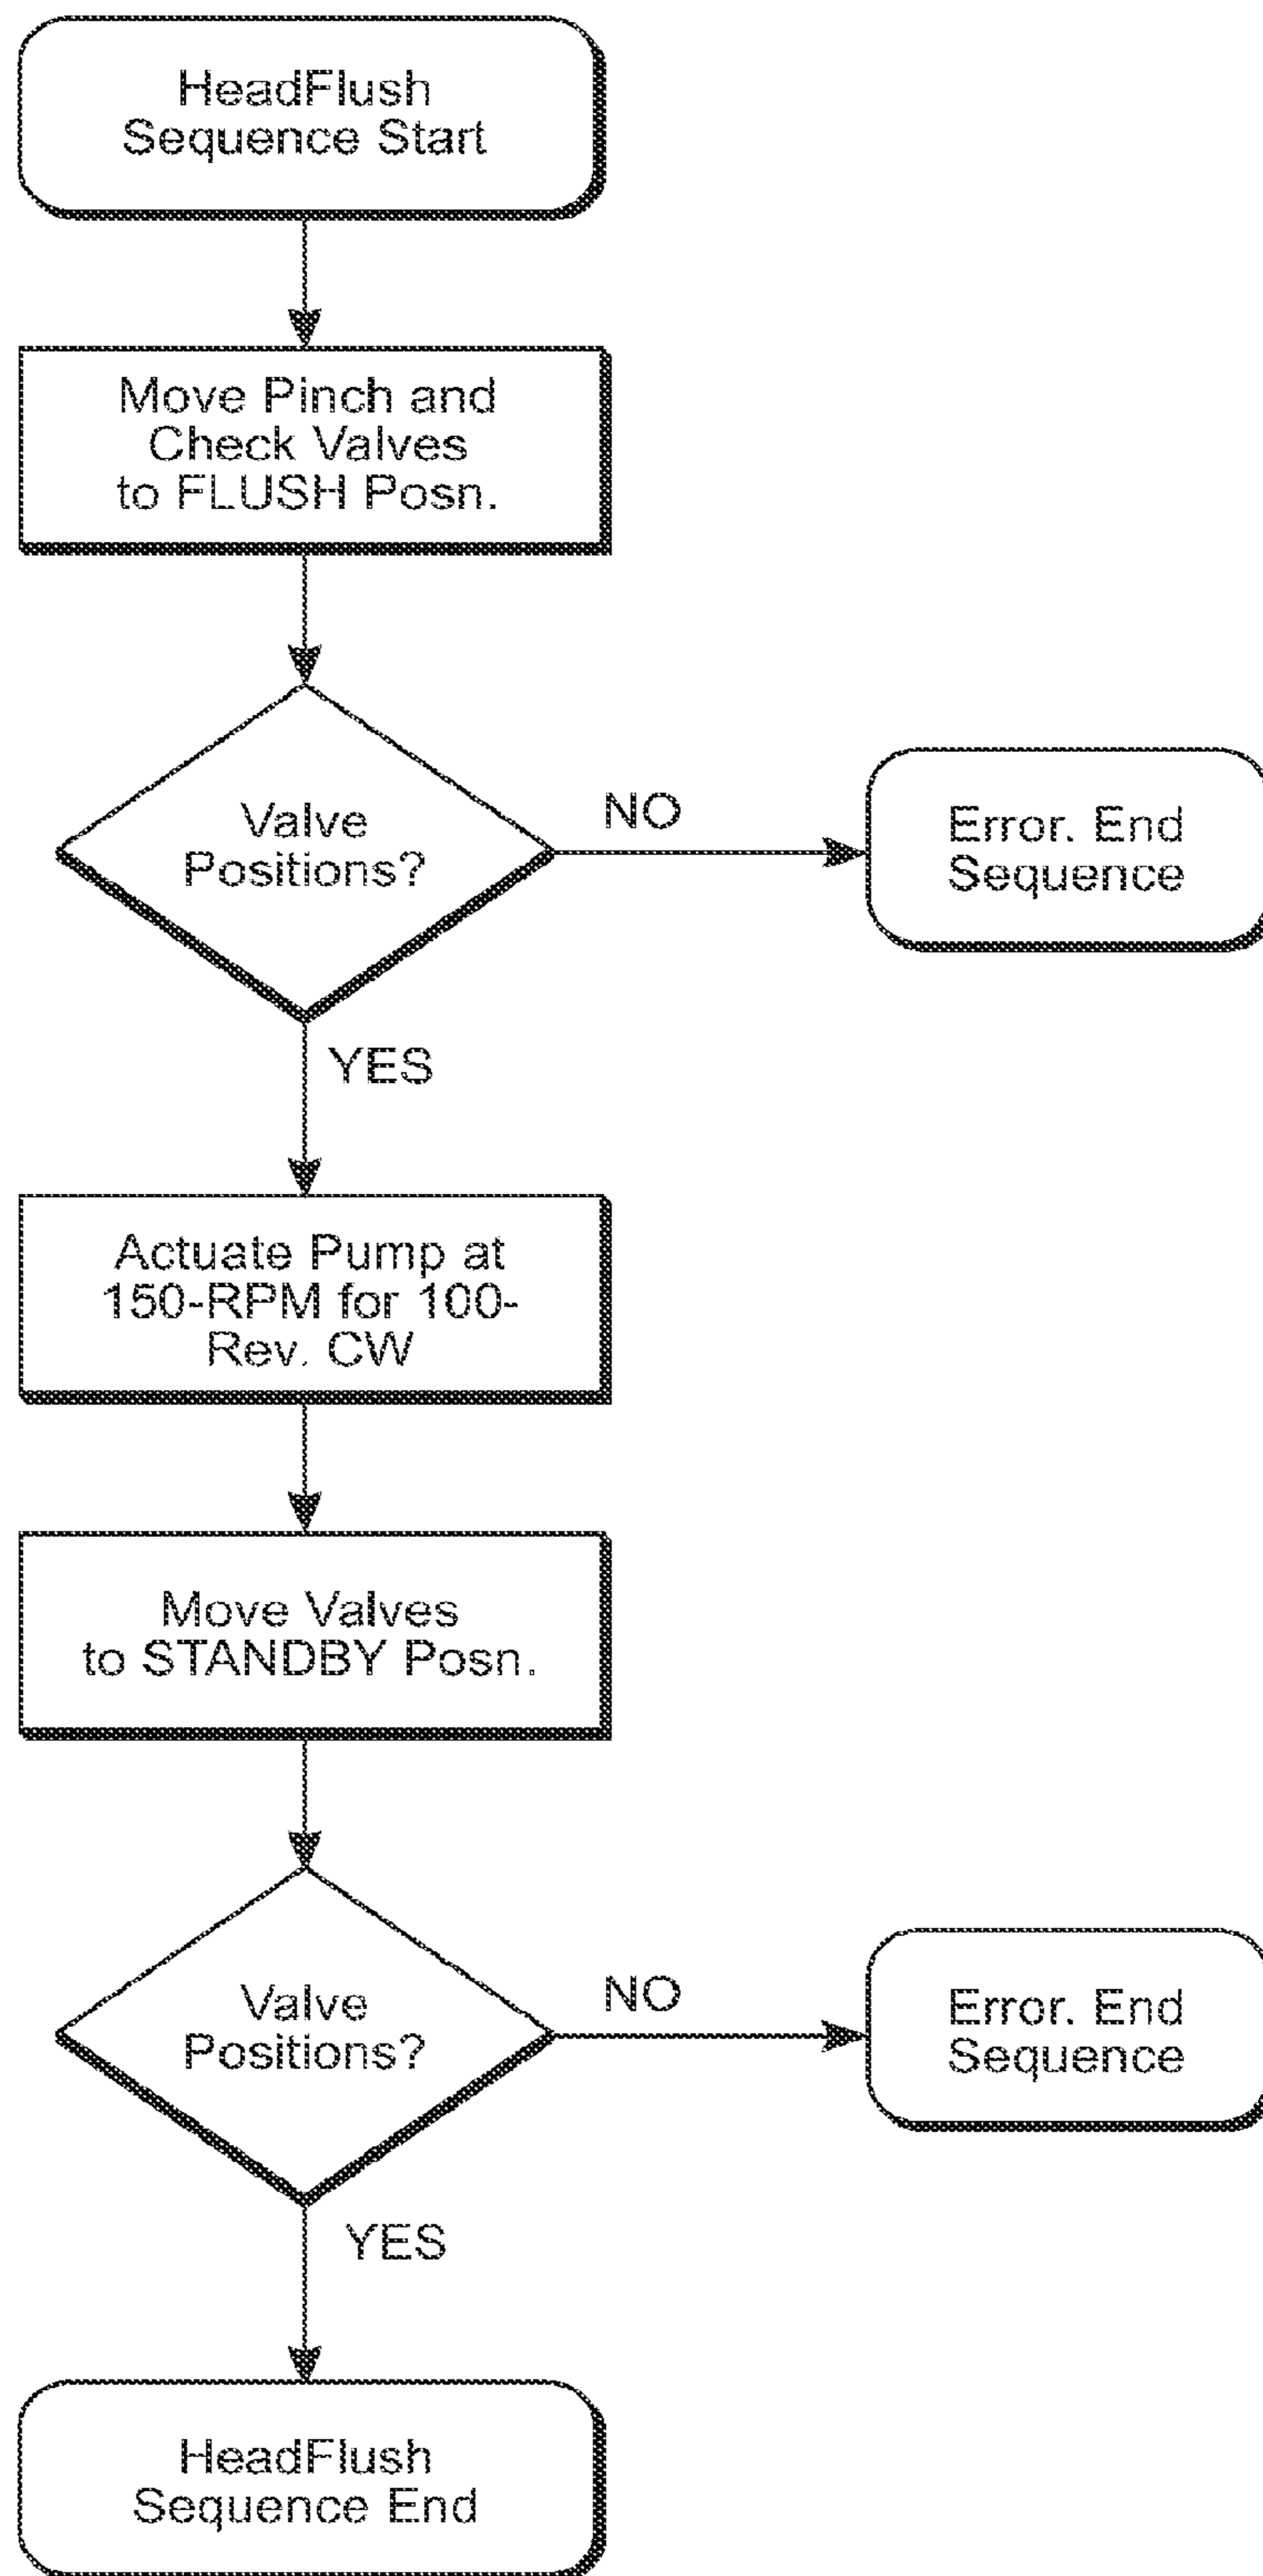 HeadFlush
Sequence Start
Move Pinch and
Check Valves
to FLUSH Posn.
Valve
Positions?
NO
Error. End
Sequence
YES
Actuate Pump at
150-RPM for 100-
Rev. CW
Move Valves
to STANDBY Posn.
Valve
Positions?
NO
Error. End
Sequence
YES
HeadFlush
Sequence End